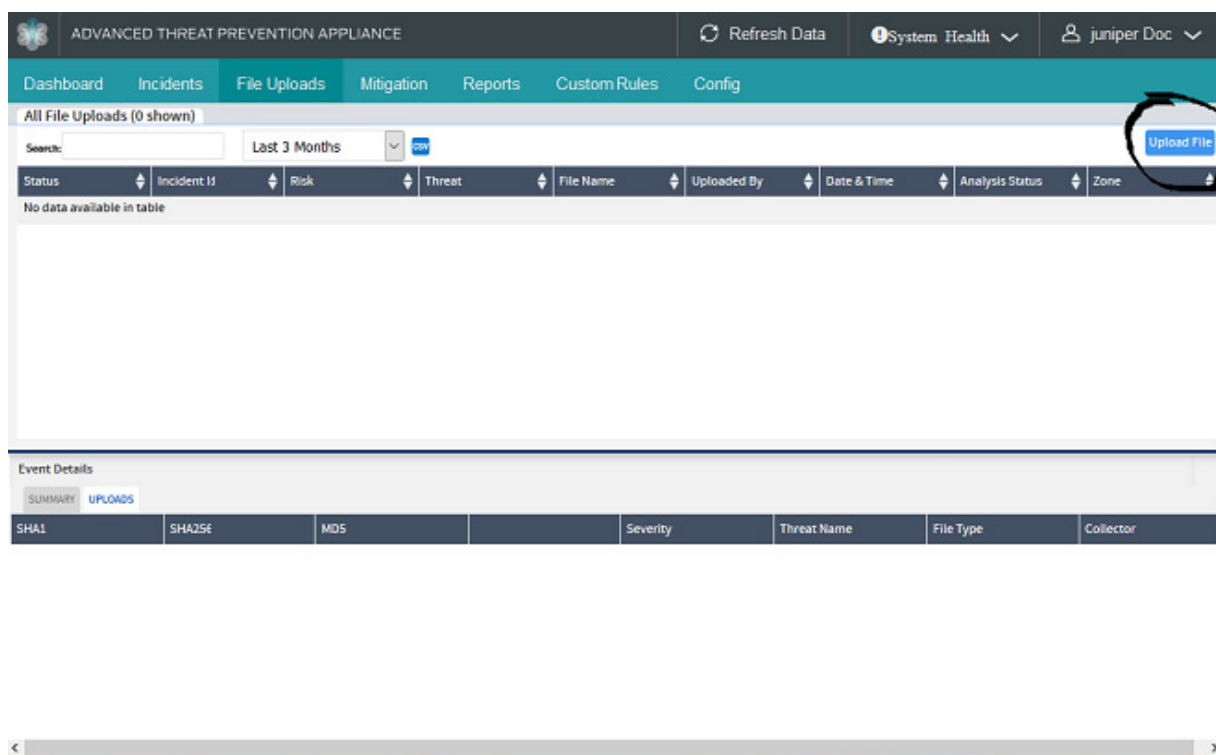 ADVANCED THREAT PREVENTION APPLIANCE Refresh Data System Health juniper Doc
Dashboard Incidents File Uploads Mitigation Reports Custom Rules Config
All File Uploads (0 shown)
Search: Last 3 Months CSV Upload File
Status Incident Id Risk Threat File Name Uploaded By Date & Time Analysis Status Zone
No data available in table
Event Details
SUMMARY UPLOADS
SHA1 SHA256 MD5 Severity Threat Name File Type Collector